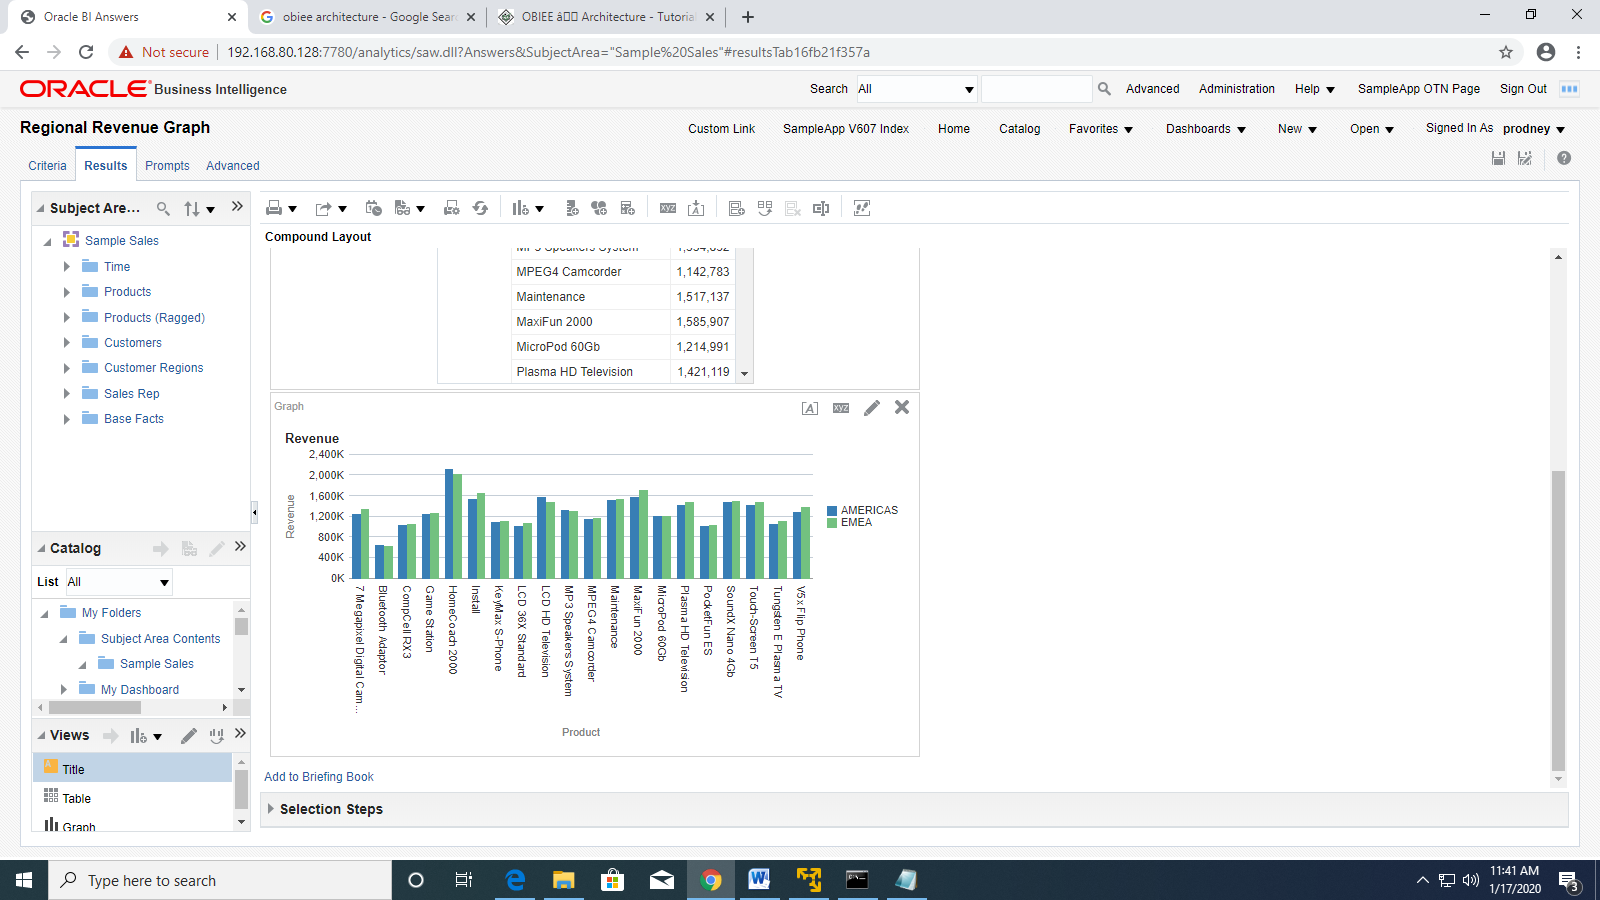 Oracle BI Answers
obiee architecture - Google Sear
OBIEE â Architecture - Tutorial
Not secure
192.168.80.128:7780/analytics/saw.dll?Answers&SubjectArea="Sample%20Sales"#resultsTab16fb21f357a
ORACLE Business Intelligence
Search All Advanced Administration Help SampleApp OTN Page Sign Out
Regional Revenue Graph
Custom Link SampleApp V607 Index Home Catalog Favorites Dashboards New Open Signed In As prodney
Criteria Results Prompts Advanced
Subject Are...
Sample Sales
Time
Products
Products (Ragged)
Customers
Customer Regions
Sales Rep
Base Facts
Catalog
List All
My Folders
Subject Area Contents
Sample Sales
My Dashboard
Views
Title
Table
Graph
xyz
Compound Layout
MP3 Speakers System
MPEG4 Camcorder 1,142,783
Maintenance 1,517,137
MaxiFun 2000 1,585,907
MicroPod 60Gb 1,214,991
Plasma HD Television 1,421,119
Graph
A xyz
Revenue
2,400K
2,000K
1,600K
1,200K
800K
400K
0K
Revenue
AMERICAS
EMEA
7 Megapixel Digital Cam...
Bluetooth Adaptor
CompCell RX3
Game Station
HomeCoach 2000
Install
KeyMax S-Phone
LCD 36X Standard
LCD HD Television
MP3 Speakers System
MPEG4 Camcorder
Maintenance
MaxiFun 2000
MicroPod 60Gb
Plasma HD Television
PocketFun ES
SoundX Nano 4Gb
Touch-Screen T5
Tungsten E Plasma TV
V5x Flip Phone
Product
Add to Briefing Book
Selection Steps
Type here to search
11:41 AM
1/17/2020
3